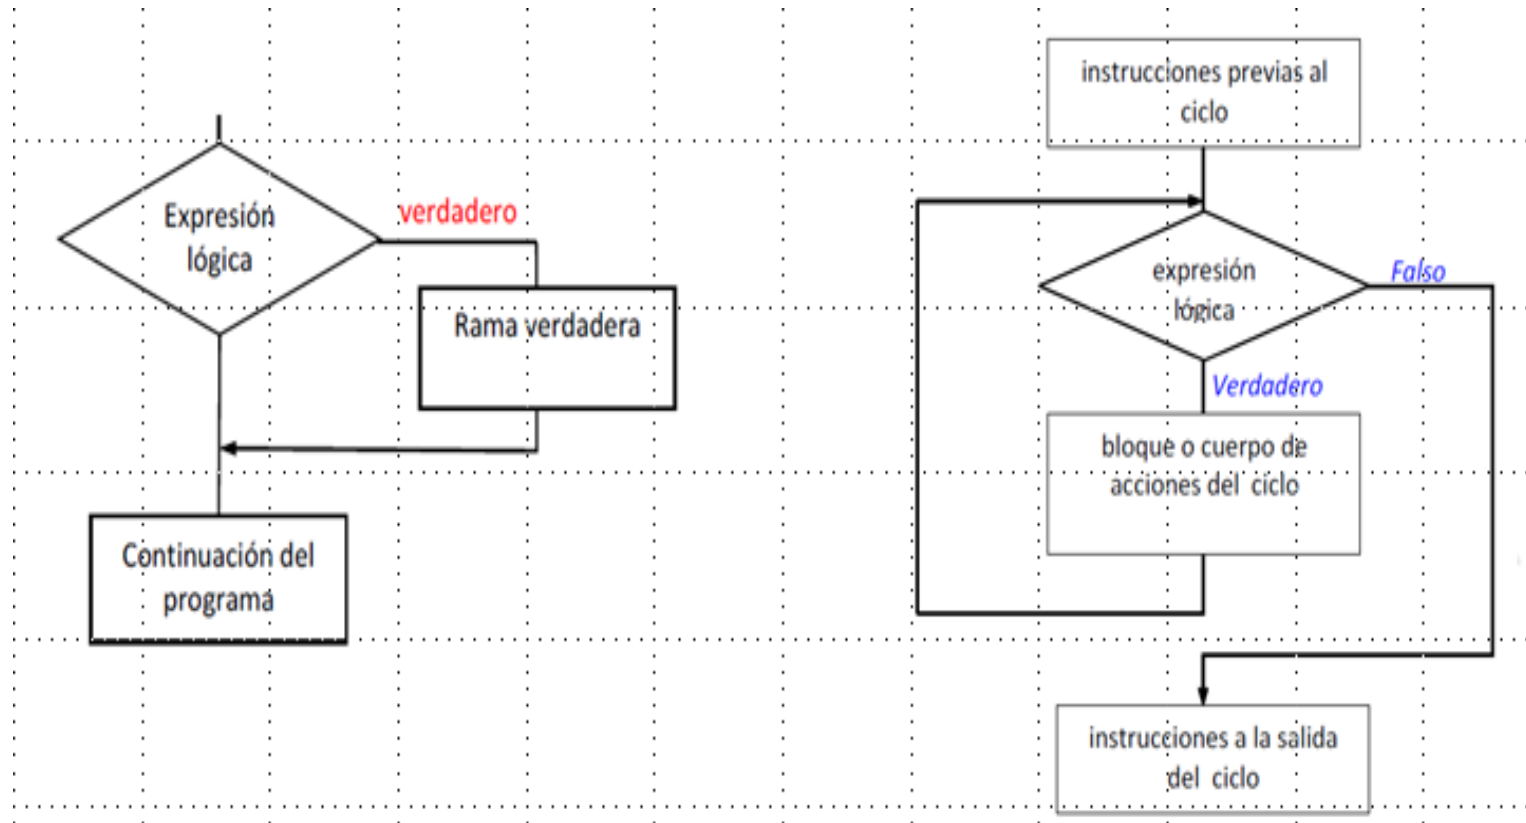 Expresión
lógica
verdadero
Rama verdadera
Continuación del
programa
instrucciones previas al
ciclo
expresión
lógica
Falso
Verdadero
bloque o cuerpo de
acciones del ciclo
instrucciones a la salida
del ciclo